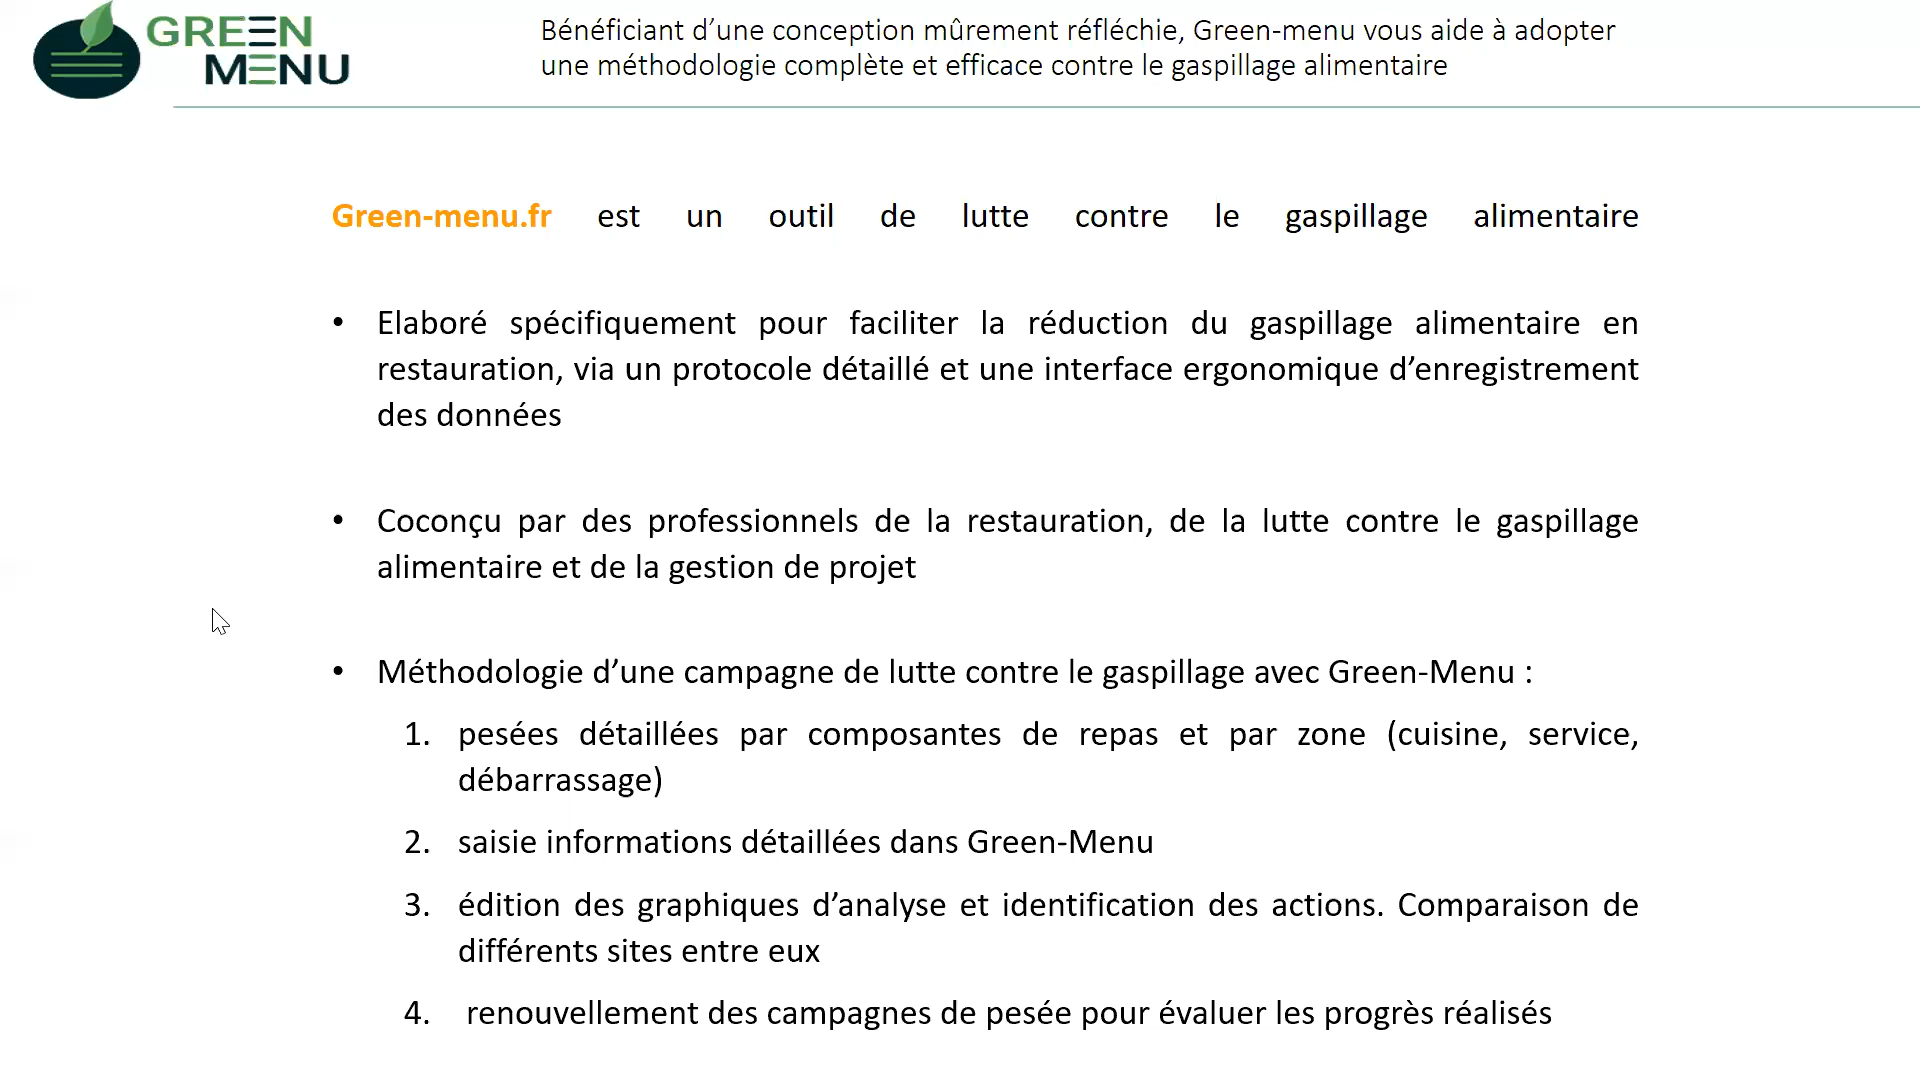 GREEN
MENU
Bénéficiant d’une conception mûrement réfléchie, Green-menu vous aide à adopter
une méthodologie complète et efficace contre le gaspillage alimentaire
Green-menu.fr est un outil de lutte contre le gaspillage alimentaire
• Elaboré spécifiquement pour faciliter la réduction du gaspillage alimentaire en
restauration, via un protocole détaillé et une interface ergonomique d’enregistrement
des données
• Coconçu par des professionnels de la restauration, de la lutte contre le gaspillage
alimentaire et de la gestion de projet
• Méthodologie d’une campagne de lutte contre le gaspillage avec Green-Menu :
1. pesées détaillées par composantes de repas et par zone (cuisine, service,
débarrassage)
2. saisie informations détaillées dans Green-Menu
3. édition des graphiques d’analyse et identification des actions. Comparaison de
différents sites entre eux
4. renouvellement des campagnes de pesée pour évaluer les progrès réalisés